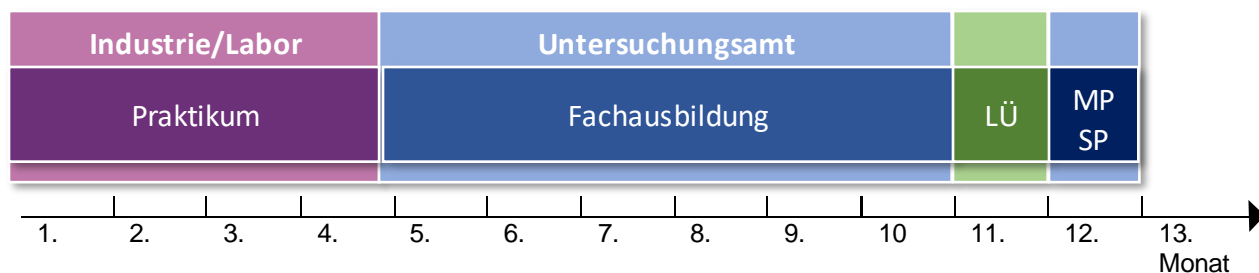 Industrie/Labor
Untersuchungsamt
Praktikum
Fachausbildung
LÜ
MP
SP
1. 2. 3. 4. 5. 6. 7. 8. 9. 10 11. 12. 13.
Monat